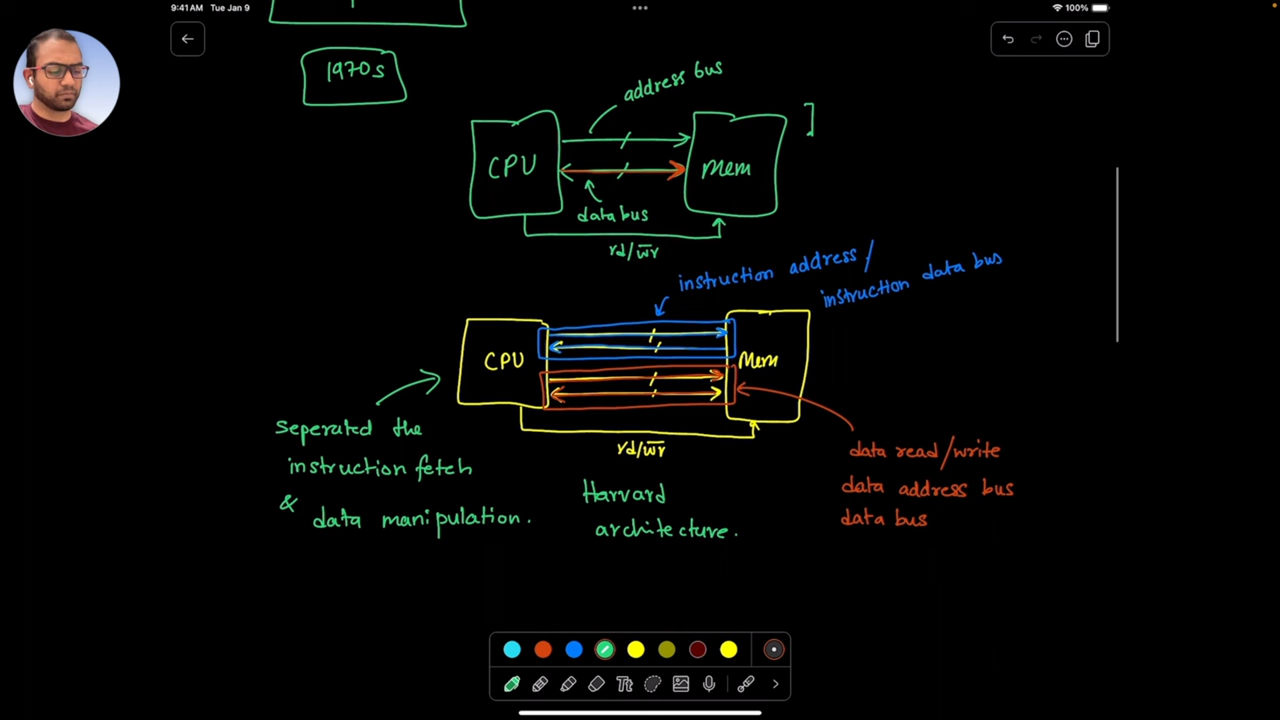 9:41 AM Tue Jan 9
100%
1970s
address bus
CPU
Mem
]
data bus
rd/w̅r̅
instruction address/
instruction data bus
CPU
Mem
rd/w̅r̅
Seperated the
instruction fetch
& data manipulation.
Harvard
architecture.
data read/write
data address bus
data bus
Tt